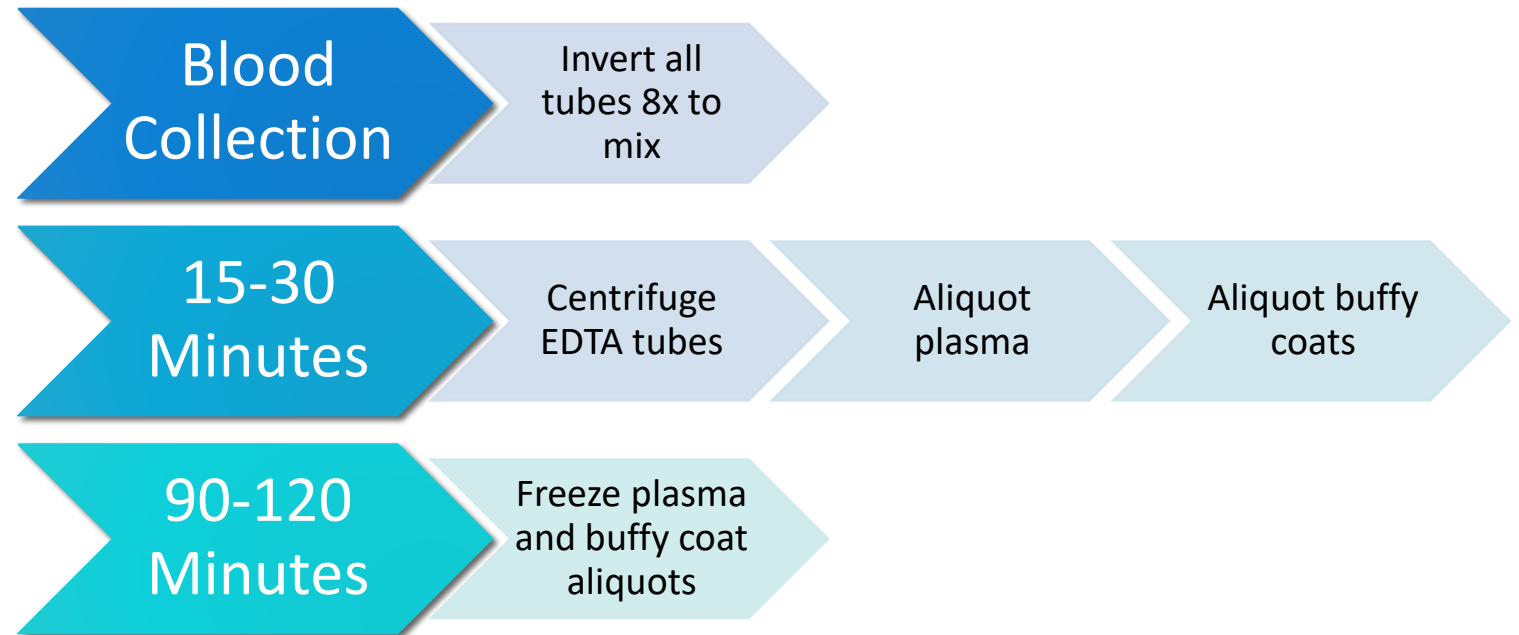 Blood
Collection
Invert all
tubes 8x to
mix
15-30
Minutes
Centrifuge
EDTA tubes
Aliquot
plasma
Aliquot buffy
coats
90-120
Minutes
Freeze plasma
and buffy coat
aliquots